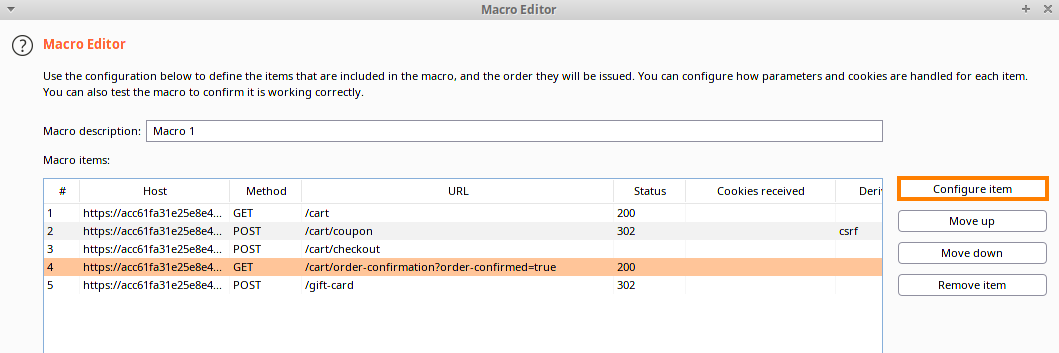 Macro Editor
Macro Editor
Use the configuration below to define the items that are included in the macro, and the order they will be issued. You can configure how parameters and cookies are handled for each item.
You can also test the macro to confirm it is working correctly.
Macro description: Macro 1
Macro items:
# Host Method URL Status Cookies received Deri
Configure item
1 https://acc61fa31e25e8e4... GET /cart 200
Move up
2 https://acc61fa31e25e8e4... POST /cart/coupon 302 csrf
3 https://acc61fa31e25e8e4... POST /cart/checkout
Move down
4 https://acc61fa31e25e8e4... GET /cart/order-confirmation?order-confirmed=true 200
5 https://acc61fa31e25e8e4... POST /gift-card 302
Remove item